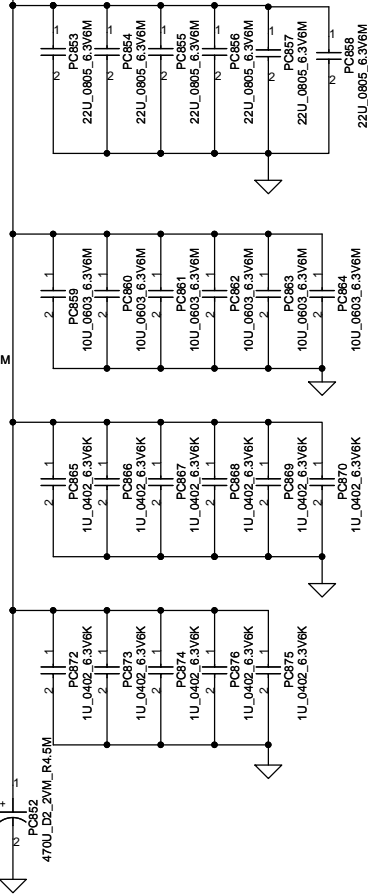 1
2
PC853
22U_0805_6.3V6M
1
2
PC854
22U_0805_6.3V6M
1
2
PC855
22U_0805_6.3V6M
1
2
PC856
22U_0805_6.3V6M
1
2
PC857
22U_0805_6.3V6M
1
2
PC858
22U_0805_6.3V6M
1
2
PC859
10U_0603_6.3V6M
1
2
PC860
10U_0603_6.3V6M
1
2
PC861
10U_0603_6.3V6M
1
2
PC862
10U_0603_6.3V6M
1
2
PC863
10U_0603_6.3V6M
1
2
PC864
10U_0603_6.3V6M
M
1
2
PC865
1U_0402_6.3V6K
1
2
PC866
1U_0402_6.3V6K
1
2
PC867
1U_0402_6.3V6K
1
2
PC868
1U_0402_6.3V6K
1
2
PC869
1U_0402_6.3V6K
1
2
PC870
1U_0402_6.3V6K
1
2
PC872
1U_0402_6.3V6K
1
2
PC873
1U_0402_6.3V6K
1
2
PC874
1U_0402_6.3V6K
1
2
PC876
1U_0402_6.3V6K
1
2
PC875
1U_0402_6.3V6K
1
+
2
PC852
470U_D2_2VM_R4.5M